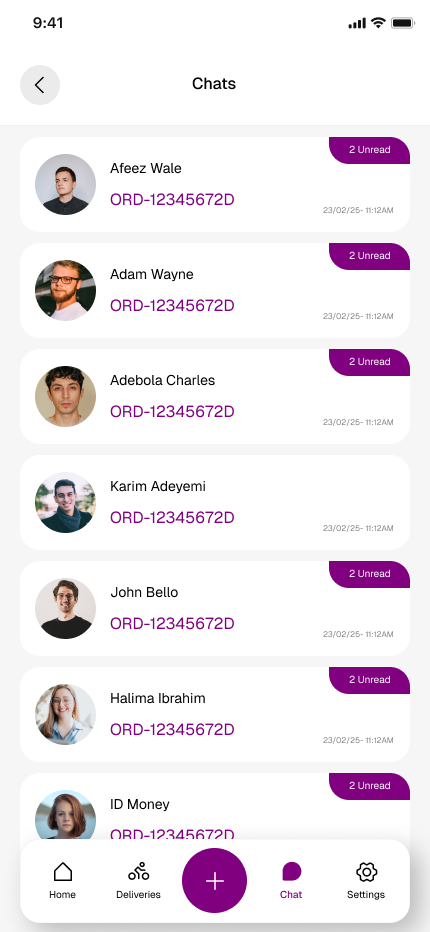 9:41
Chats
2 Unread
Afeez Wale
ORD-12345672D
23/02/25- 11:12AM
2 Unread
Adam Wayne
ORD-12345672D
23/02/25- 11:12AM
2 Unread
Adebola Charles
ORD-12345672D
23/02/25- 11:12AM
Karim Adeyemi
ORD-12345672D
23/02/25- 11:12AM
2 Unread
John Bello
ORD-12345672D
23/02/25- 11:12AM
2 Unread
Halima Ibrahim
ORD-12345672D
23/02/25- 11:12AM
2 Unread
ID Money
ORD-12345672D
Home Deliveries Chat Settings